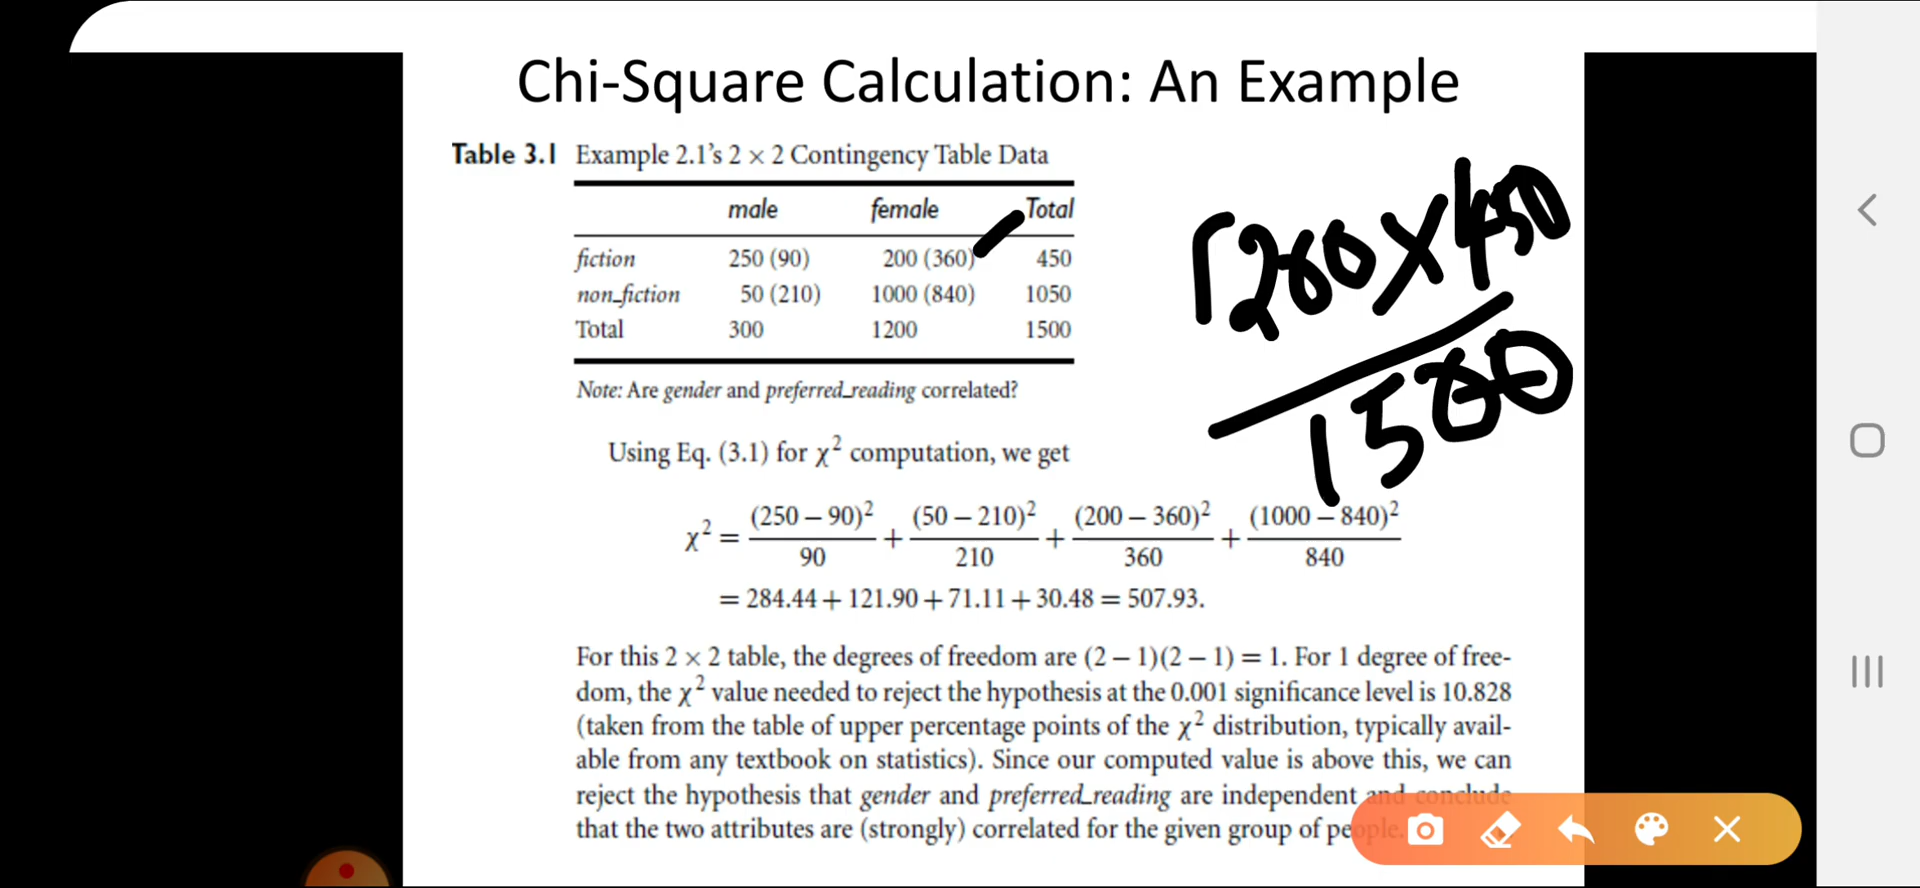 Chi-Square Calculation: An Example
Table 3.1 Example 2.1's 2 × 2 Contingency Table Data
male female Total
fiction 250 (90) 200 (360) 450
non_fiction 50 (210) 1000 (840) 1050
Total 300 1200 1500
Note: Are gender and preferred_reading correlated?
1200 × 450
1500
Using Eq. (3.1) for χ² computation, we get
χ² = (250 – 90)²/90 + (50 – 210)²/210 + (200 – 360)²/360 + (1000 – 840)²/840
= 284.44 + 121.90 + 71.11 + 30.48 = 507.93.
For this 2 × 2 table, the degrees of freedom are (2 – 1)(2 – 1) = 1. For 1 degree of free-
dom, the χ² value needed to reject the hypothesis at the 0.001 significance level is 10.828
(taken from the table of upper percentage points of the χ² distribution, typically avail-
able from any textbook on statistics). Since our computed value is above this, we can
reject the hypothesis that gender and preferred_reading are independent and conclude
that the two attributes are (strongly) correlated for the given group of people.